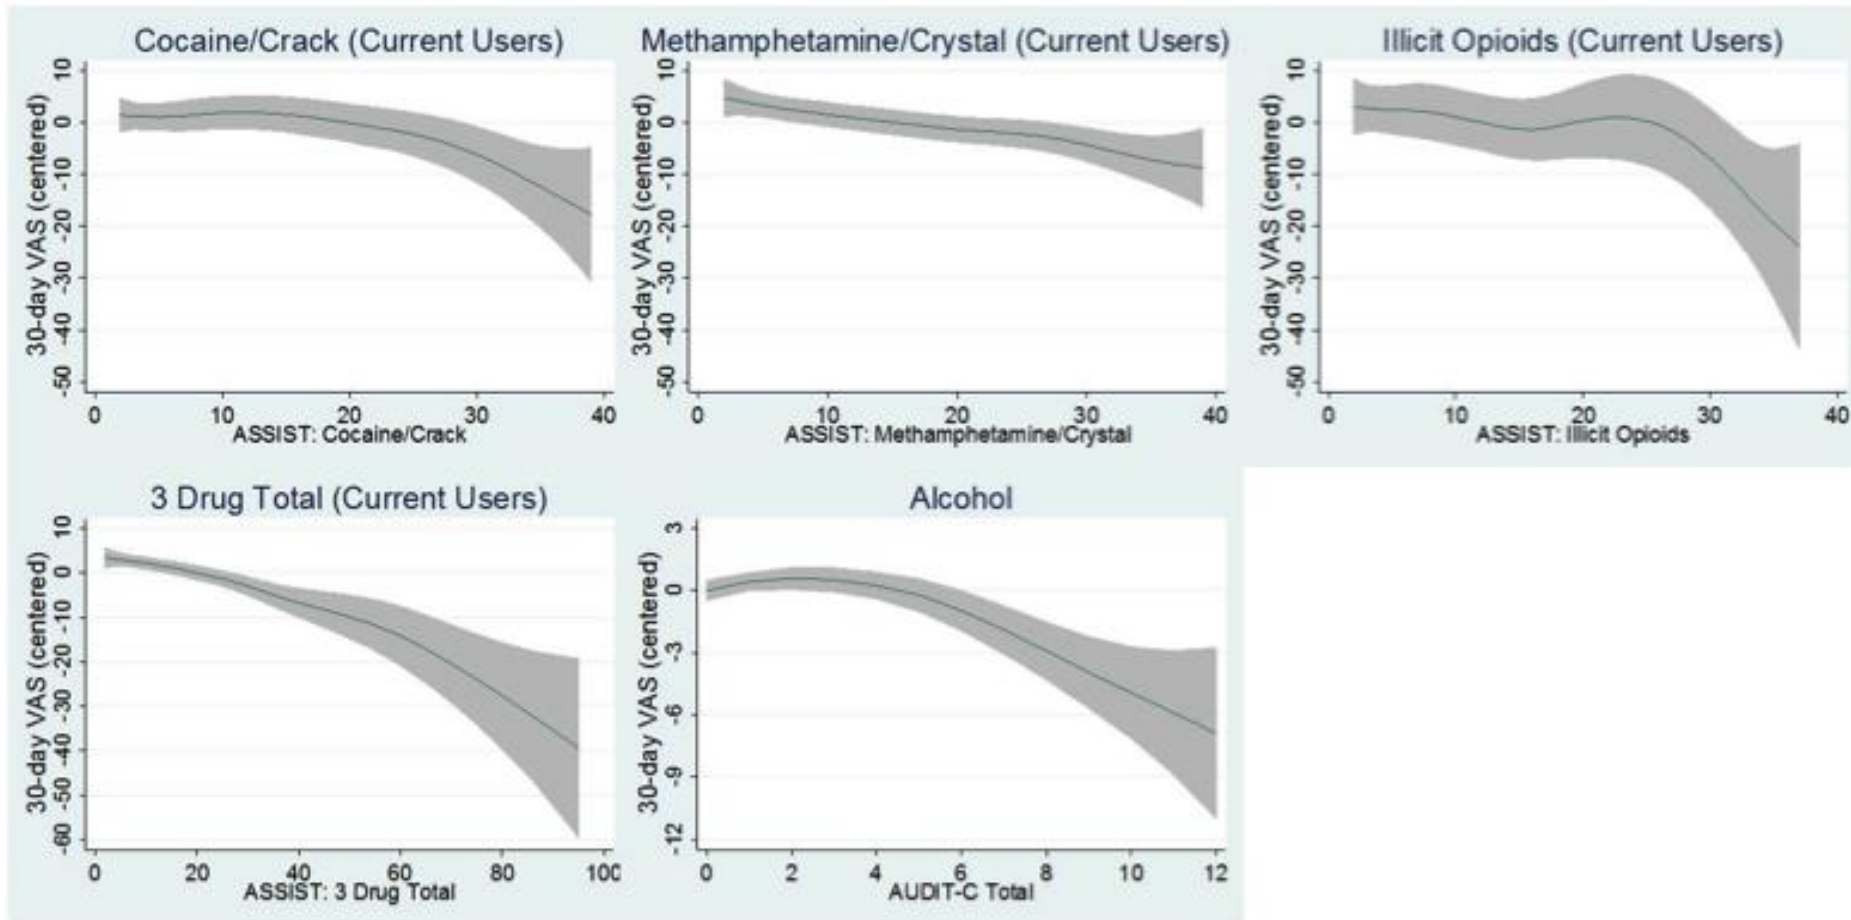 Cocaine/Crack (Current Users)
30-day VAS (centered)
10
0
-10
-20
-30
-40
-50
0 10 20 30 40
ASSIST: Cocaine/Crack
Methamphetamine/Crystal (Current Users)
30-day VAS (centered)
10
0
-10
-20
-30
-40
-50
0 10 20 30 40
ASSIST: Methamphetamine/Crystal
Illicit Opioids (Current Users)
30-day VAS (centered)
10
0
-10
-20
-30
-40
-50
0 10 20 30 40
ASSIST: Illicit Opioids
3 Drug Total (Current Users)
30-day VAS (centered)
10
0
-10
-20
-30
-40
-50
-60
0 20 40 60 80 100
ASSIST: 3 Drug Total
Alcohol
30-day VAS (centered)
3
0
-3
-6
-9
-12
0 2 4 6 8 10 12
AUDIT-C Total